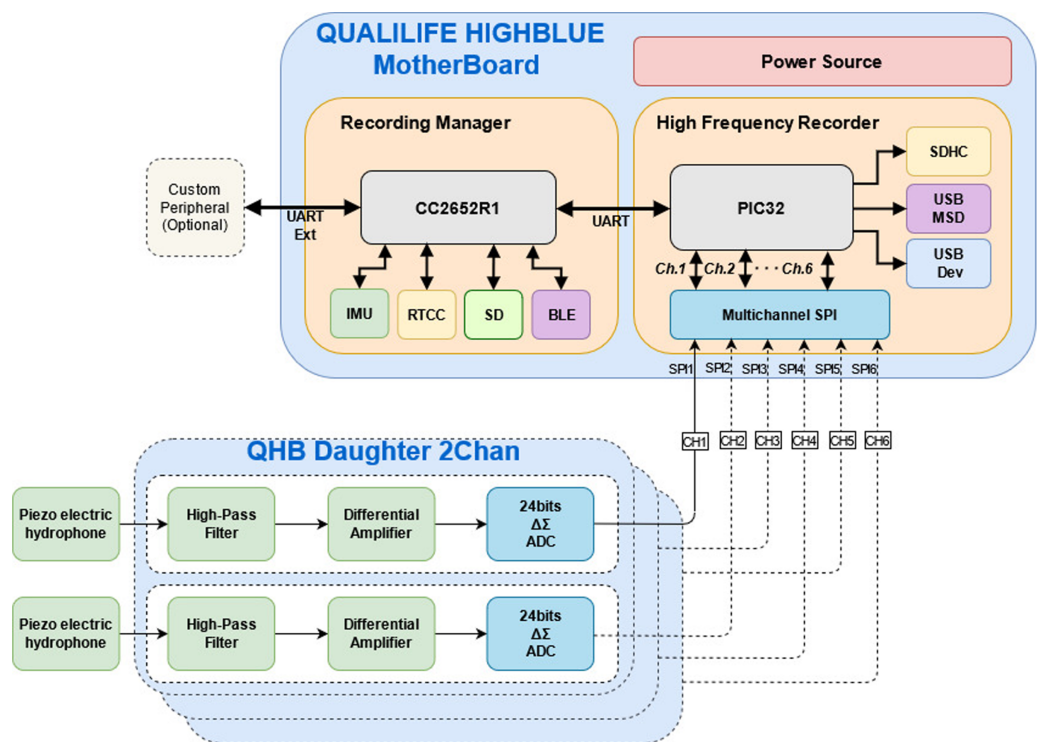 QUALILIFE HIGHBLUE
MotherBoard
Power Source
Recording Manager
High Frequency Recorder
Custom
Peripheral
(Optional)
UART
Ext
CC2652R1
UART
PIC32
SDHC
USB
MSD
USB
Dev
Ch.1
Ch.2
···Ch.6
IMU
RTCC
SD
BLE
Multichannel SPI
SPI1
SPI2
SPI3
SPI4
SPI5
SPI6
CH1
CH2
CH3
CH4
CH5
CH6
QHB Daughter 2Chan
Piezo electric
hydrophone
High-Pass
Filter
Differential
Amplifier
24bits
ΔΣ
ADC
Piezo electric
hydrophone
High-Pass
Filter
Differential
Amplifier
24bits
ΔΣ
ADC